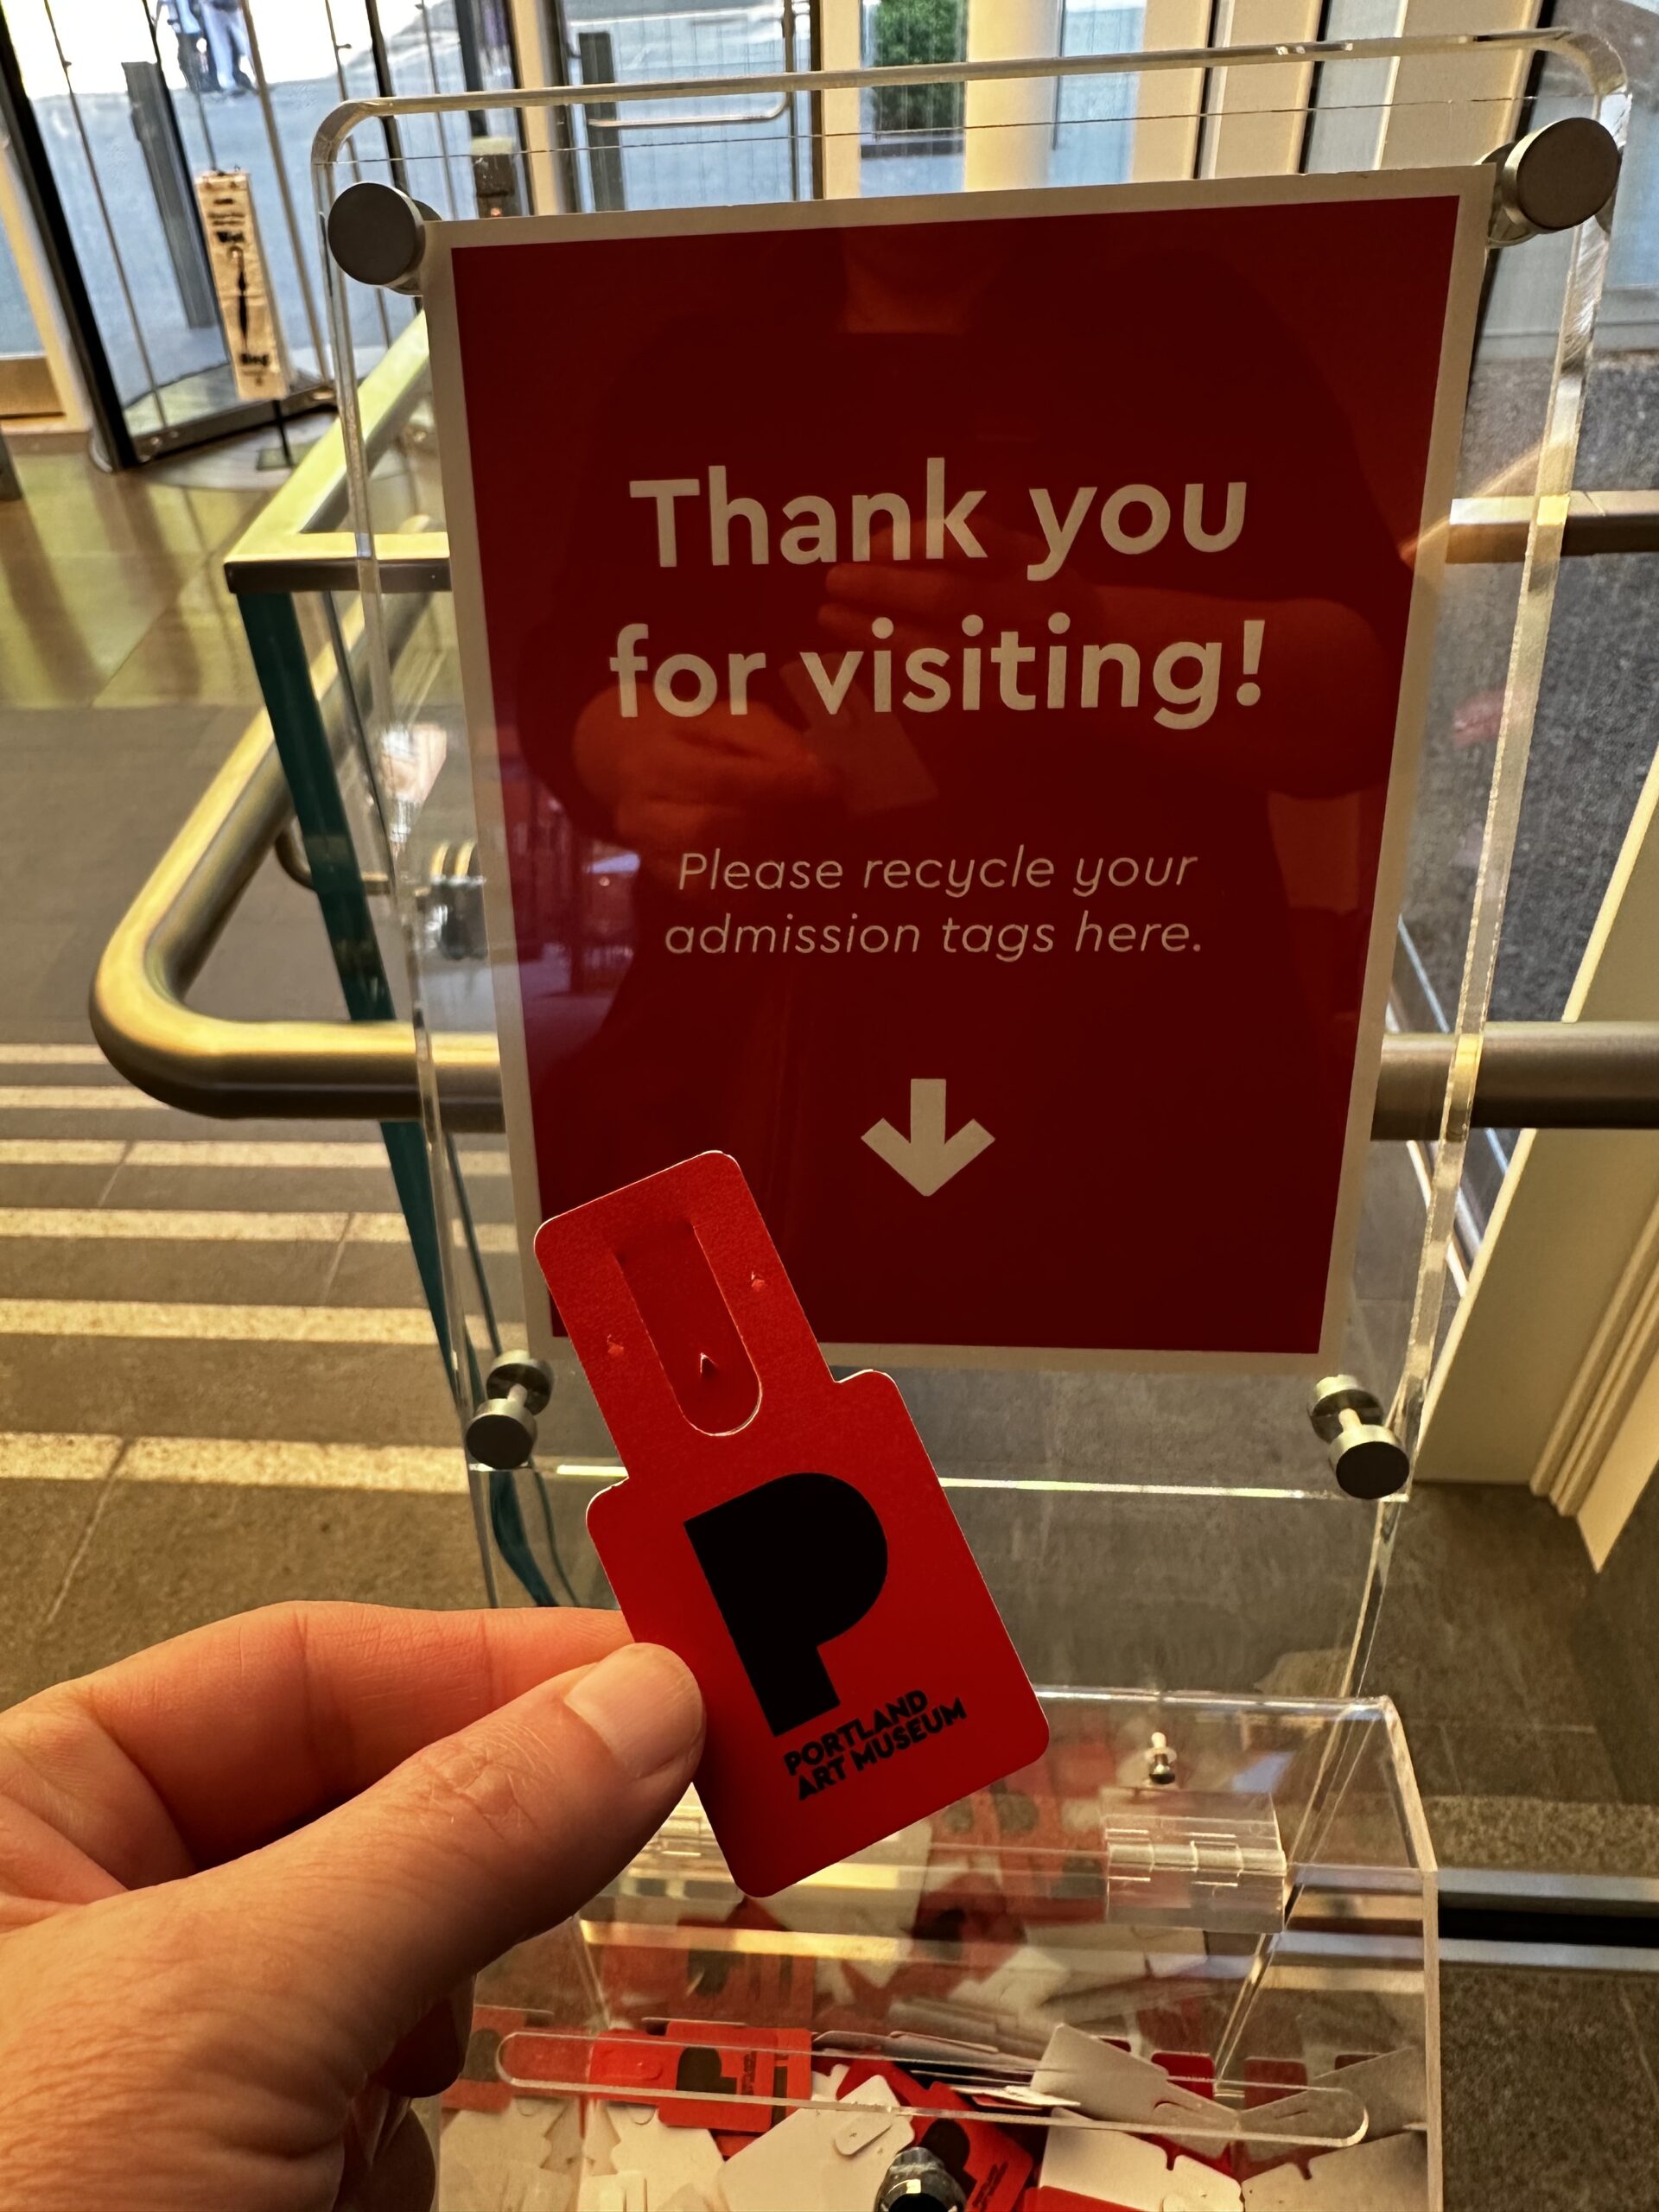 Thank you
for visiting!
Please recycle your
admission tags here.
P
PORTLAND
ART MUSEUM